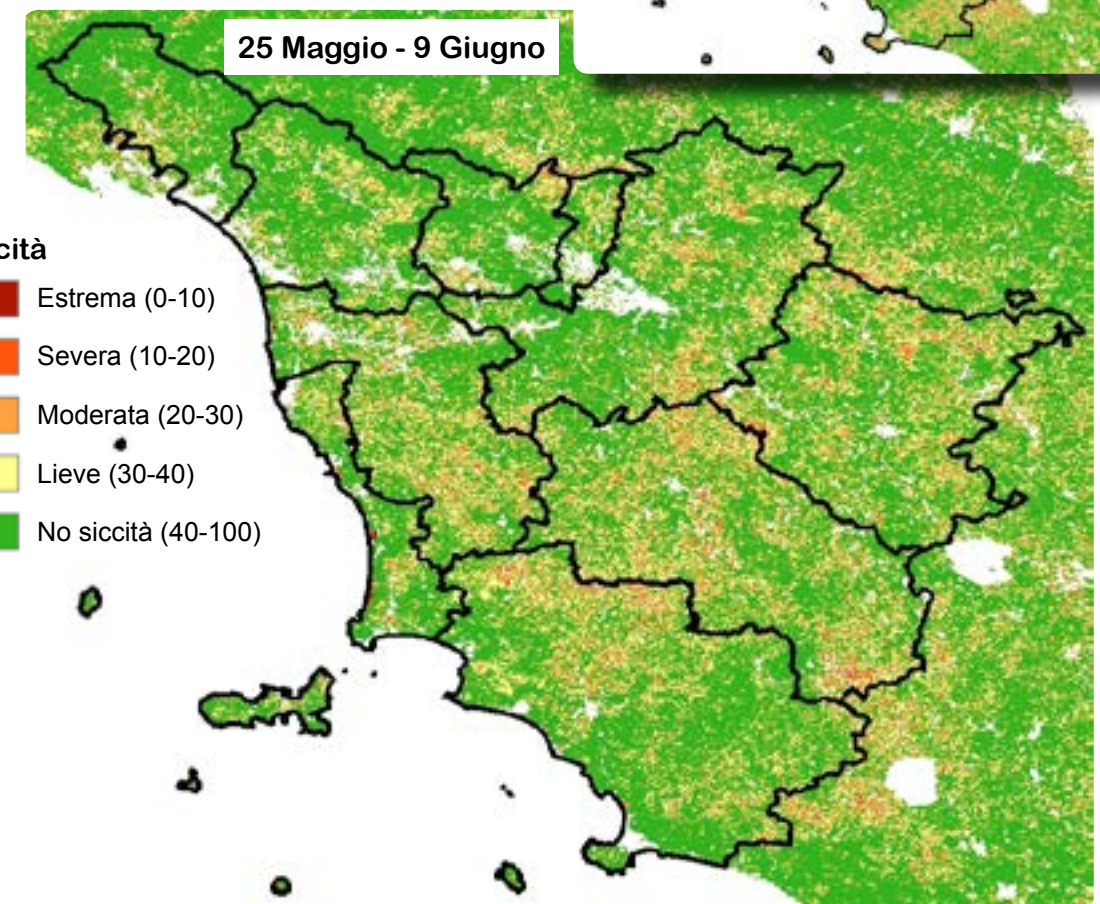 25 Maggio - 9 Giugno
cità
Estrema (0-10)
Severa (10-20)
Moderata (20-30)
Lieve (30-40)
No siccità (40-100)